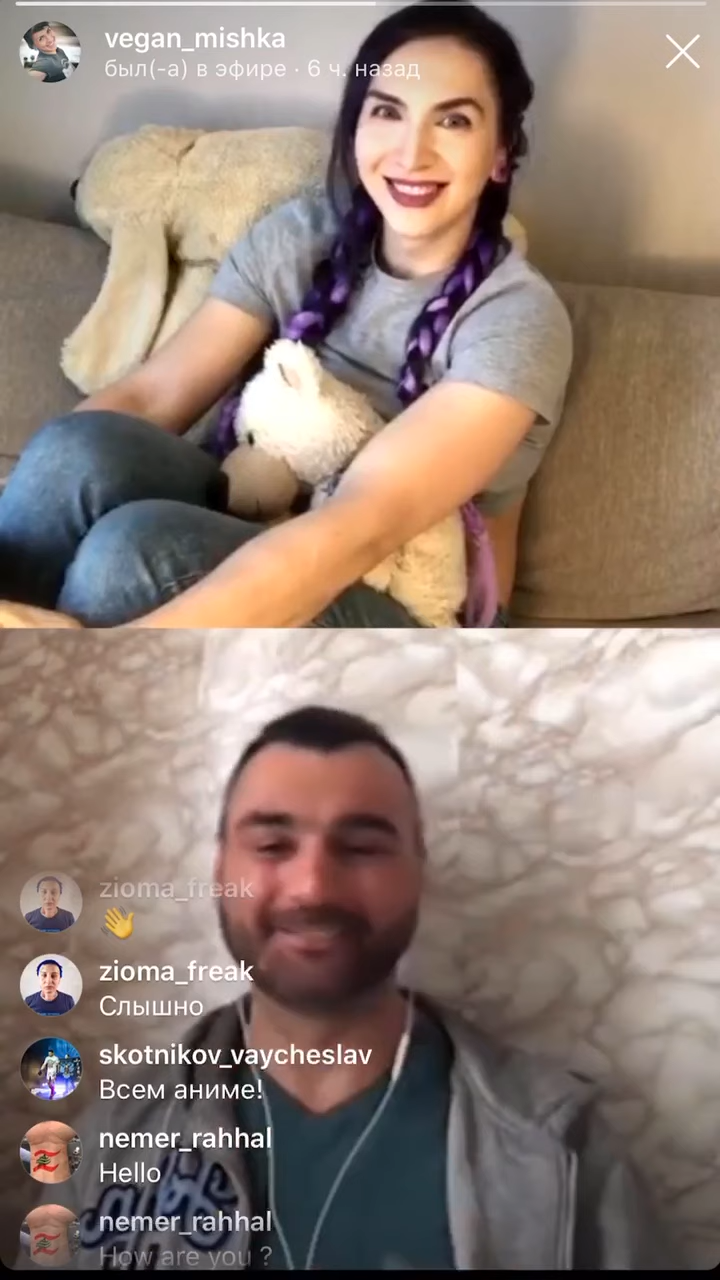 vegan_mishka
был(-а) в эфире · 6 ч. назад
zioma_freak
👋
zioma_freak
Слышно
skotnikov_vaycheslav
Всем аниме!
nemer_rahhal
Hello
nemer_rahhal
How are you ?